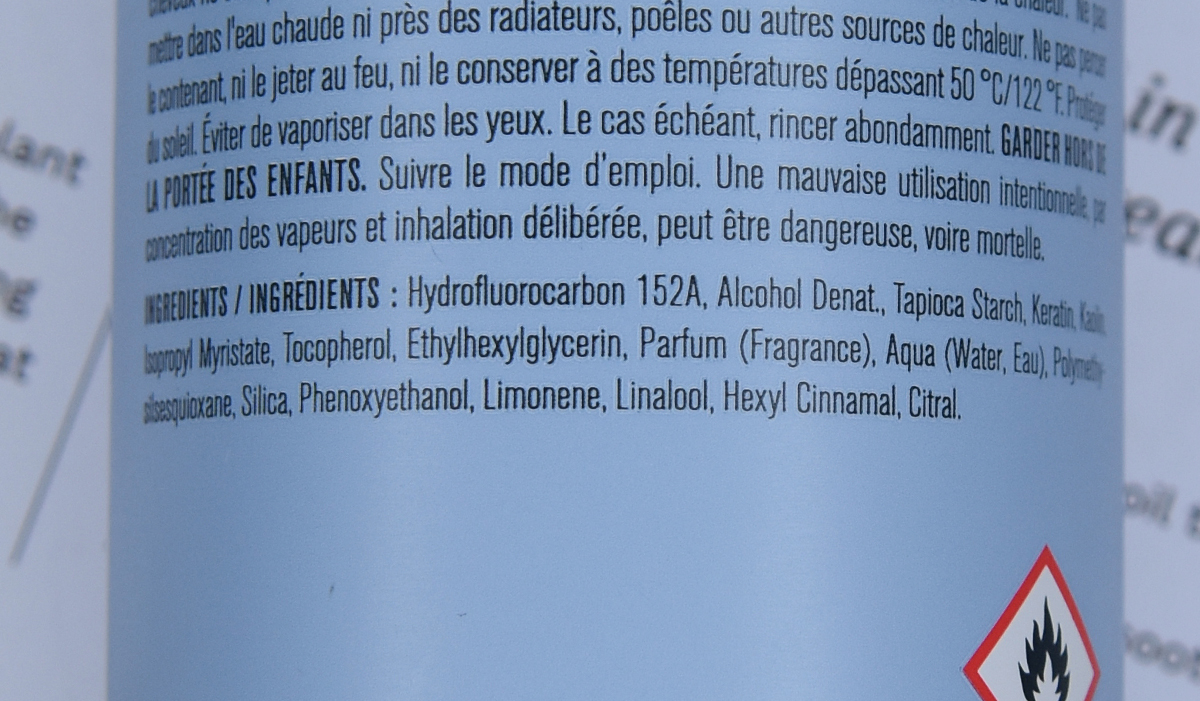 mettre dans l'eau chaude ni près des radiateurs, poêles ou autres sources de chaleur. Ne pas percer
le contenant, ni le jeter au feu, ni le conserver à des températures dépassant 50 °C/122 °F. Protéger
du soleil. Éviter de vaporiser dans les yeux. Le cas échéant, rincer abondamment. GARDER HORS DE
LA PORTÉE DES ENFANTS. Suivre le mode d'emploi. Une mauvaise utilisation intentionnelle, par
concentration des vapeurs et inhalation délibérée, peut être dangereuse, voire mortelle.
INGREDIENTS / INGRÉDIENTS : Hydrofluorocarbon 152A, Alcohol Denat., Tapioca Starch, Keratin, Kaolin,
Isopropyl Myristate, Tocopherol, Ethylhexylglycerin, Parfum (Fragrance), Aqua (Water, Eau), Polymethyl-
silsesquioxane, Silica, Phenoxyethanol, Limonene, Linalool, Hexyl Cinnamal, Citral.
in